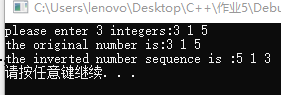 C:\Users\lenovo\Desktop\C++\作业5\Debu
please enter 3 integers:3 1 5
the original number is:3 1 5
the inverted number sequence is :5 1 3
请按任意键继续. . .